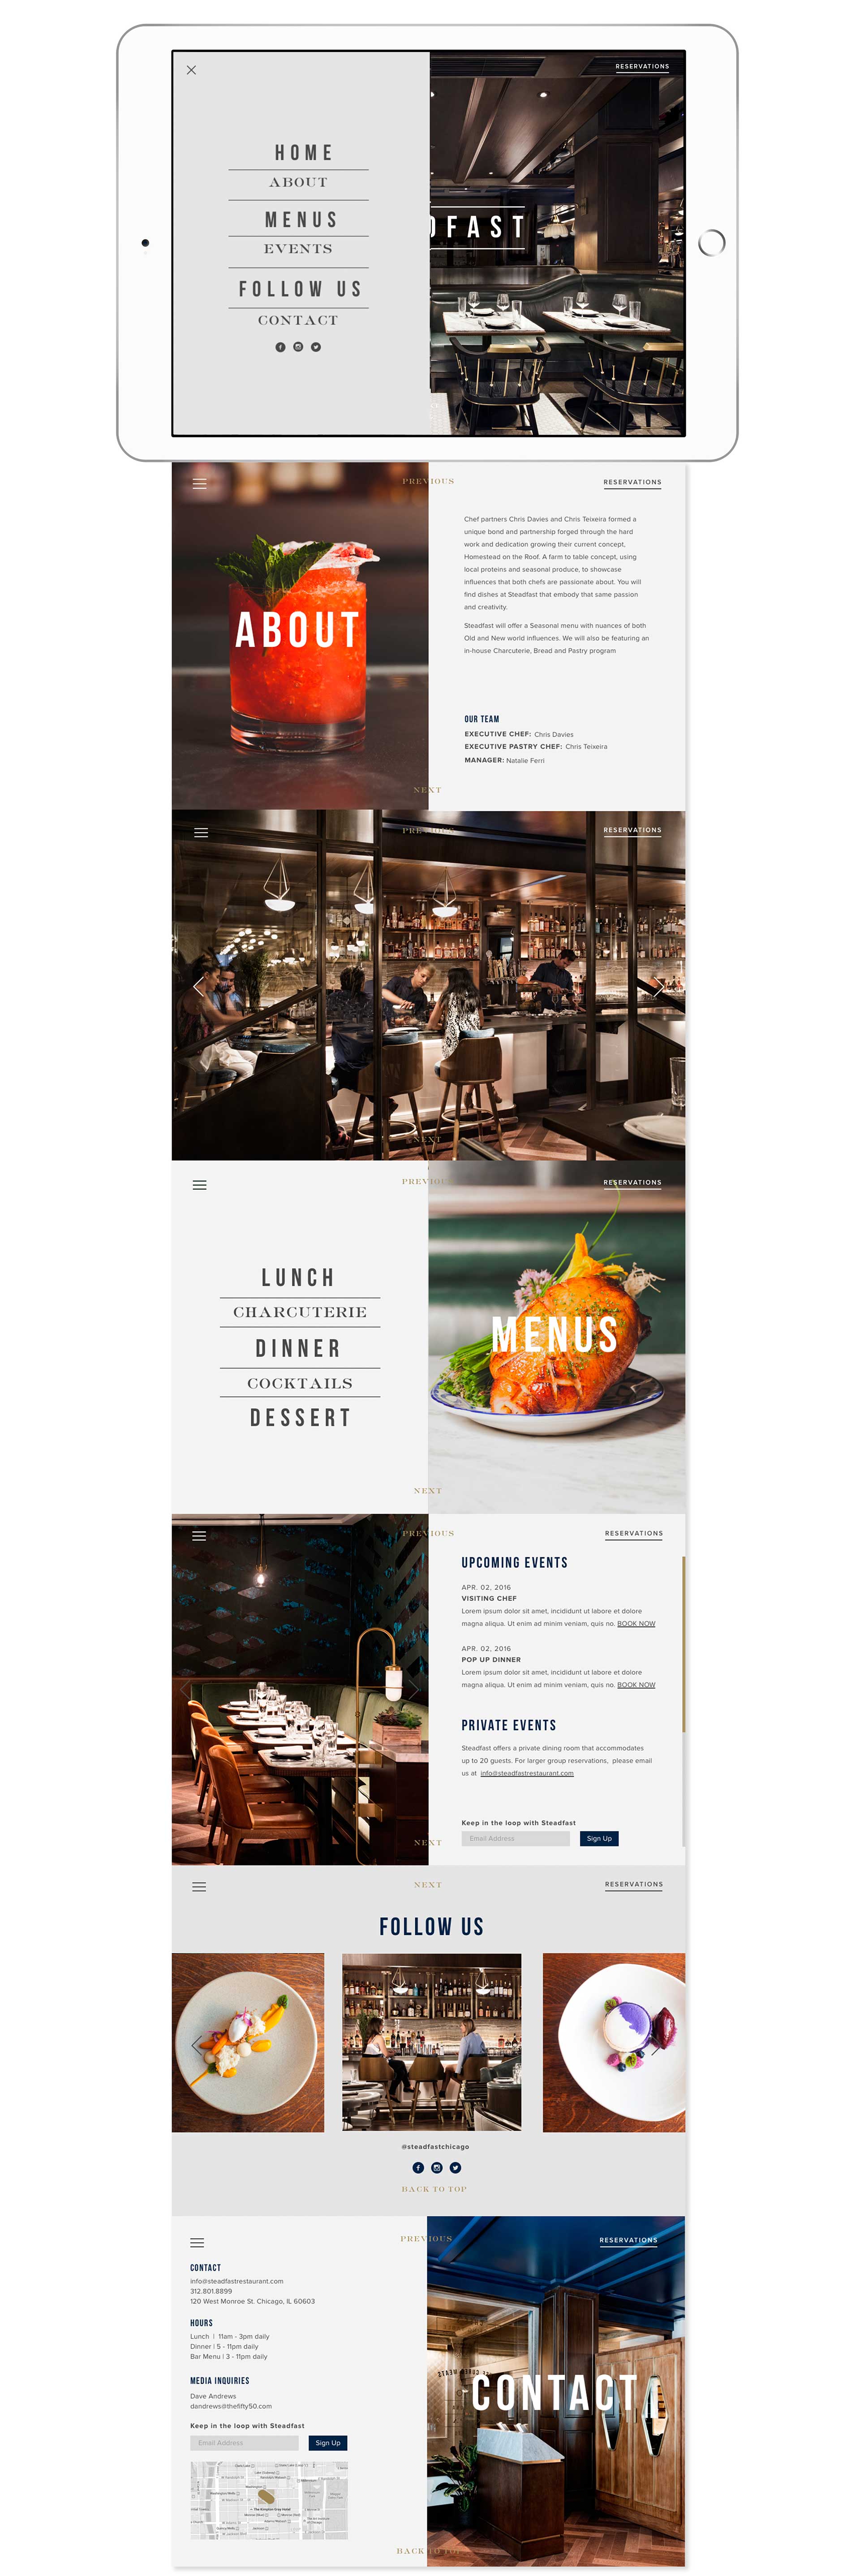 RESERVATIONS
HOME
ABOUT
MENUS
EVENTS
FOLLOW US
CONTACT
DFAST
PREVIOUS
RESERVATIONS
ABOUT
Chef partners Chris Davies and Chris Teixeira formed a
unique bond and partnership forged through the hard
work and dedication growing their current concept,
Homestead on the Roof. A farm to table concept, using
local proteins and seasonal produce, to showcase
influences that both chefs are passionate about. You will
find dishes at Steadfast that embody that same passion
and creativity.
Steadfast will offer a Seasonal menu with nuances of both
Old and New world influences. We will also be featuring an
in-house Charcuterie, Bread and Pastry program
OUR TEAM
EXECUTIVE CHEF: Chris Davies
EXECUTIVE PASTRY CHEF: Chris Teixeira
MANAGER: Natalie Ferri
NEXT
PREVIOUS
RESERVATIONS
NEXT
PREVIOUS
RESERVATIONS
LUNCH
CHARCUTERIE
DINNER
COCKTAILS
DESSERT
MENUS
NEXT
PREVIOUS
RESERVATIONS
UPCOMING EVENTS
APR. 02, 2016
VISITING CHEF
Lorem ipsum dolor sit amet, incididunt ut labore et dolore
magna aliqua. Ut enim ad minim veniam, quis no. BOOK NOW
APR. 02, 2016
POP UP DINNER
Lorem ipsum dolor sit amet, incididunt ut labore et dolore
magna aliqua. Ut enim ad minim veniam, quis no. BOOK NOW
PRIVATE EVENTS
Steadfast offers a private dining room that accommodates
up to 20 guests. For larger group reservations, please email
us at info@steadfastrestaurant.com
Keep in the loop with Steadfast
Email Address
Sign Up
NEXT
NEXT
RESERVATIONS
FOLLOW US
@steadfastchicago
BACK TO TOP
PREVIOUS
RESERVATIONS
CONTACT
info@steadfastrestaurant.com
312.801.8899
120 West Monroe St. Chicago, IL 60603
HOURS
Lunch | 11am - 3pm daily
Dinner | 5 - 11pm daily
Bar Menu | 3 - 11pm daily
MEDIA INQUIRIES
Dave Andrews
dandrews@thefifty50.com
Keep in the loop with Steadfast
Email Address
Sign Up
CONTACT
BACK TO TOP